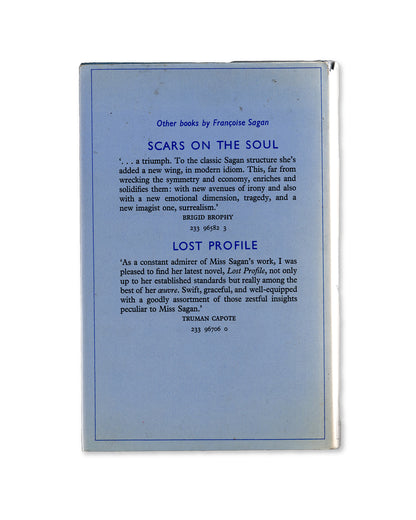 Other books by Françoise Sagan
SCARS ON THE SOUL
‘. . . a triumph. To the classic Sagan structure she’s
added a new wing, in modern idiom. This, far from
wrecking the symmetry and economy, enriches and
solidifies them: with new avenues of irony and also
with a new emotional dimension, tragedy, and a
new imagist one, surrealism.’
BRIGID BROPHY
233 96582 3
LOST PROFILE
‘As a constant admirer of Miss Sagan’s work, I was
pleased to find her latest novel, Lost Profile, not only
up to her established standards but really among the
best of her œuvre. Swift, graceful, and well-equipped
with a goodly assortment of those zestful insights
peculiar to Miss Sagan.’
TRUMAN CAPOTE
233 96706 0